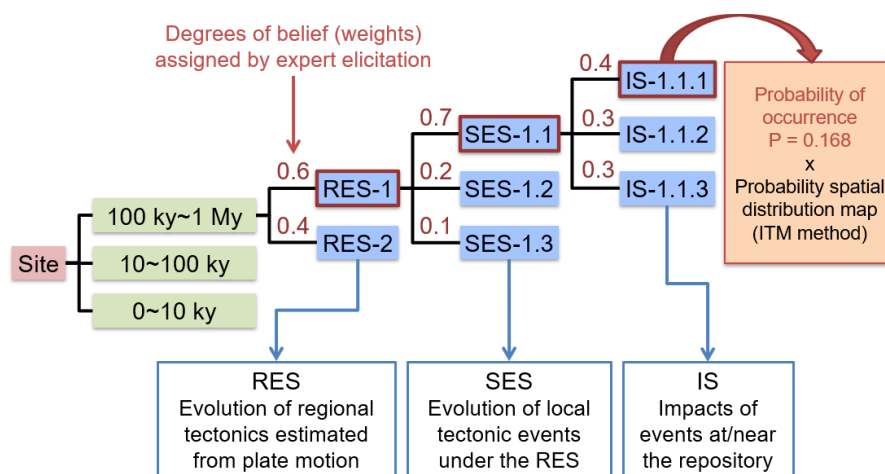 Degrees of belief (weights)
assigned by expert elicitation
0.4
IS-1.1.1
0.7
SES-1.1
0.3
IS-1.1.2
0.6
RES-1
0.2
SES-1.2
0.3
IS-1.1.3
100 ky~1 My
0.4
RES-2
0.1
SES-1.3
Site
10~100 ky
0~10 ky
Probability of
occurrence
P = 0.168
x
Probability spatial
distribution map
(ITM method)
RES
Evolution of regional
tectonics estimated
from plate motion
SES
Evolution of local
tectonic events
under the RES
IS
Impacts of
events at/near
the repository